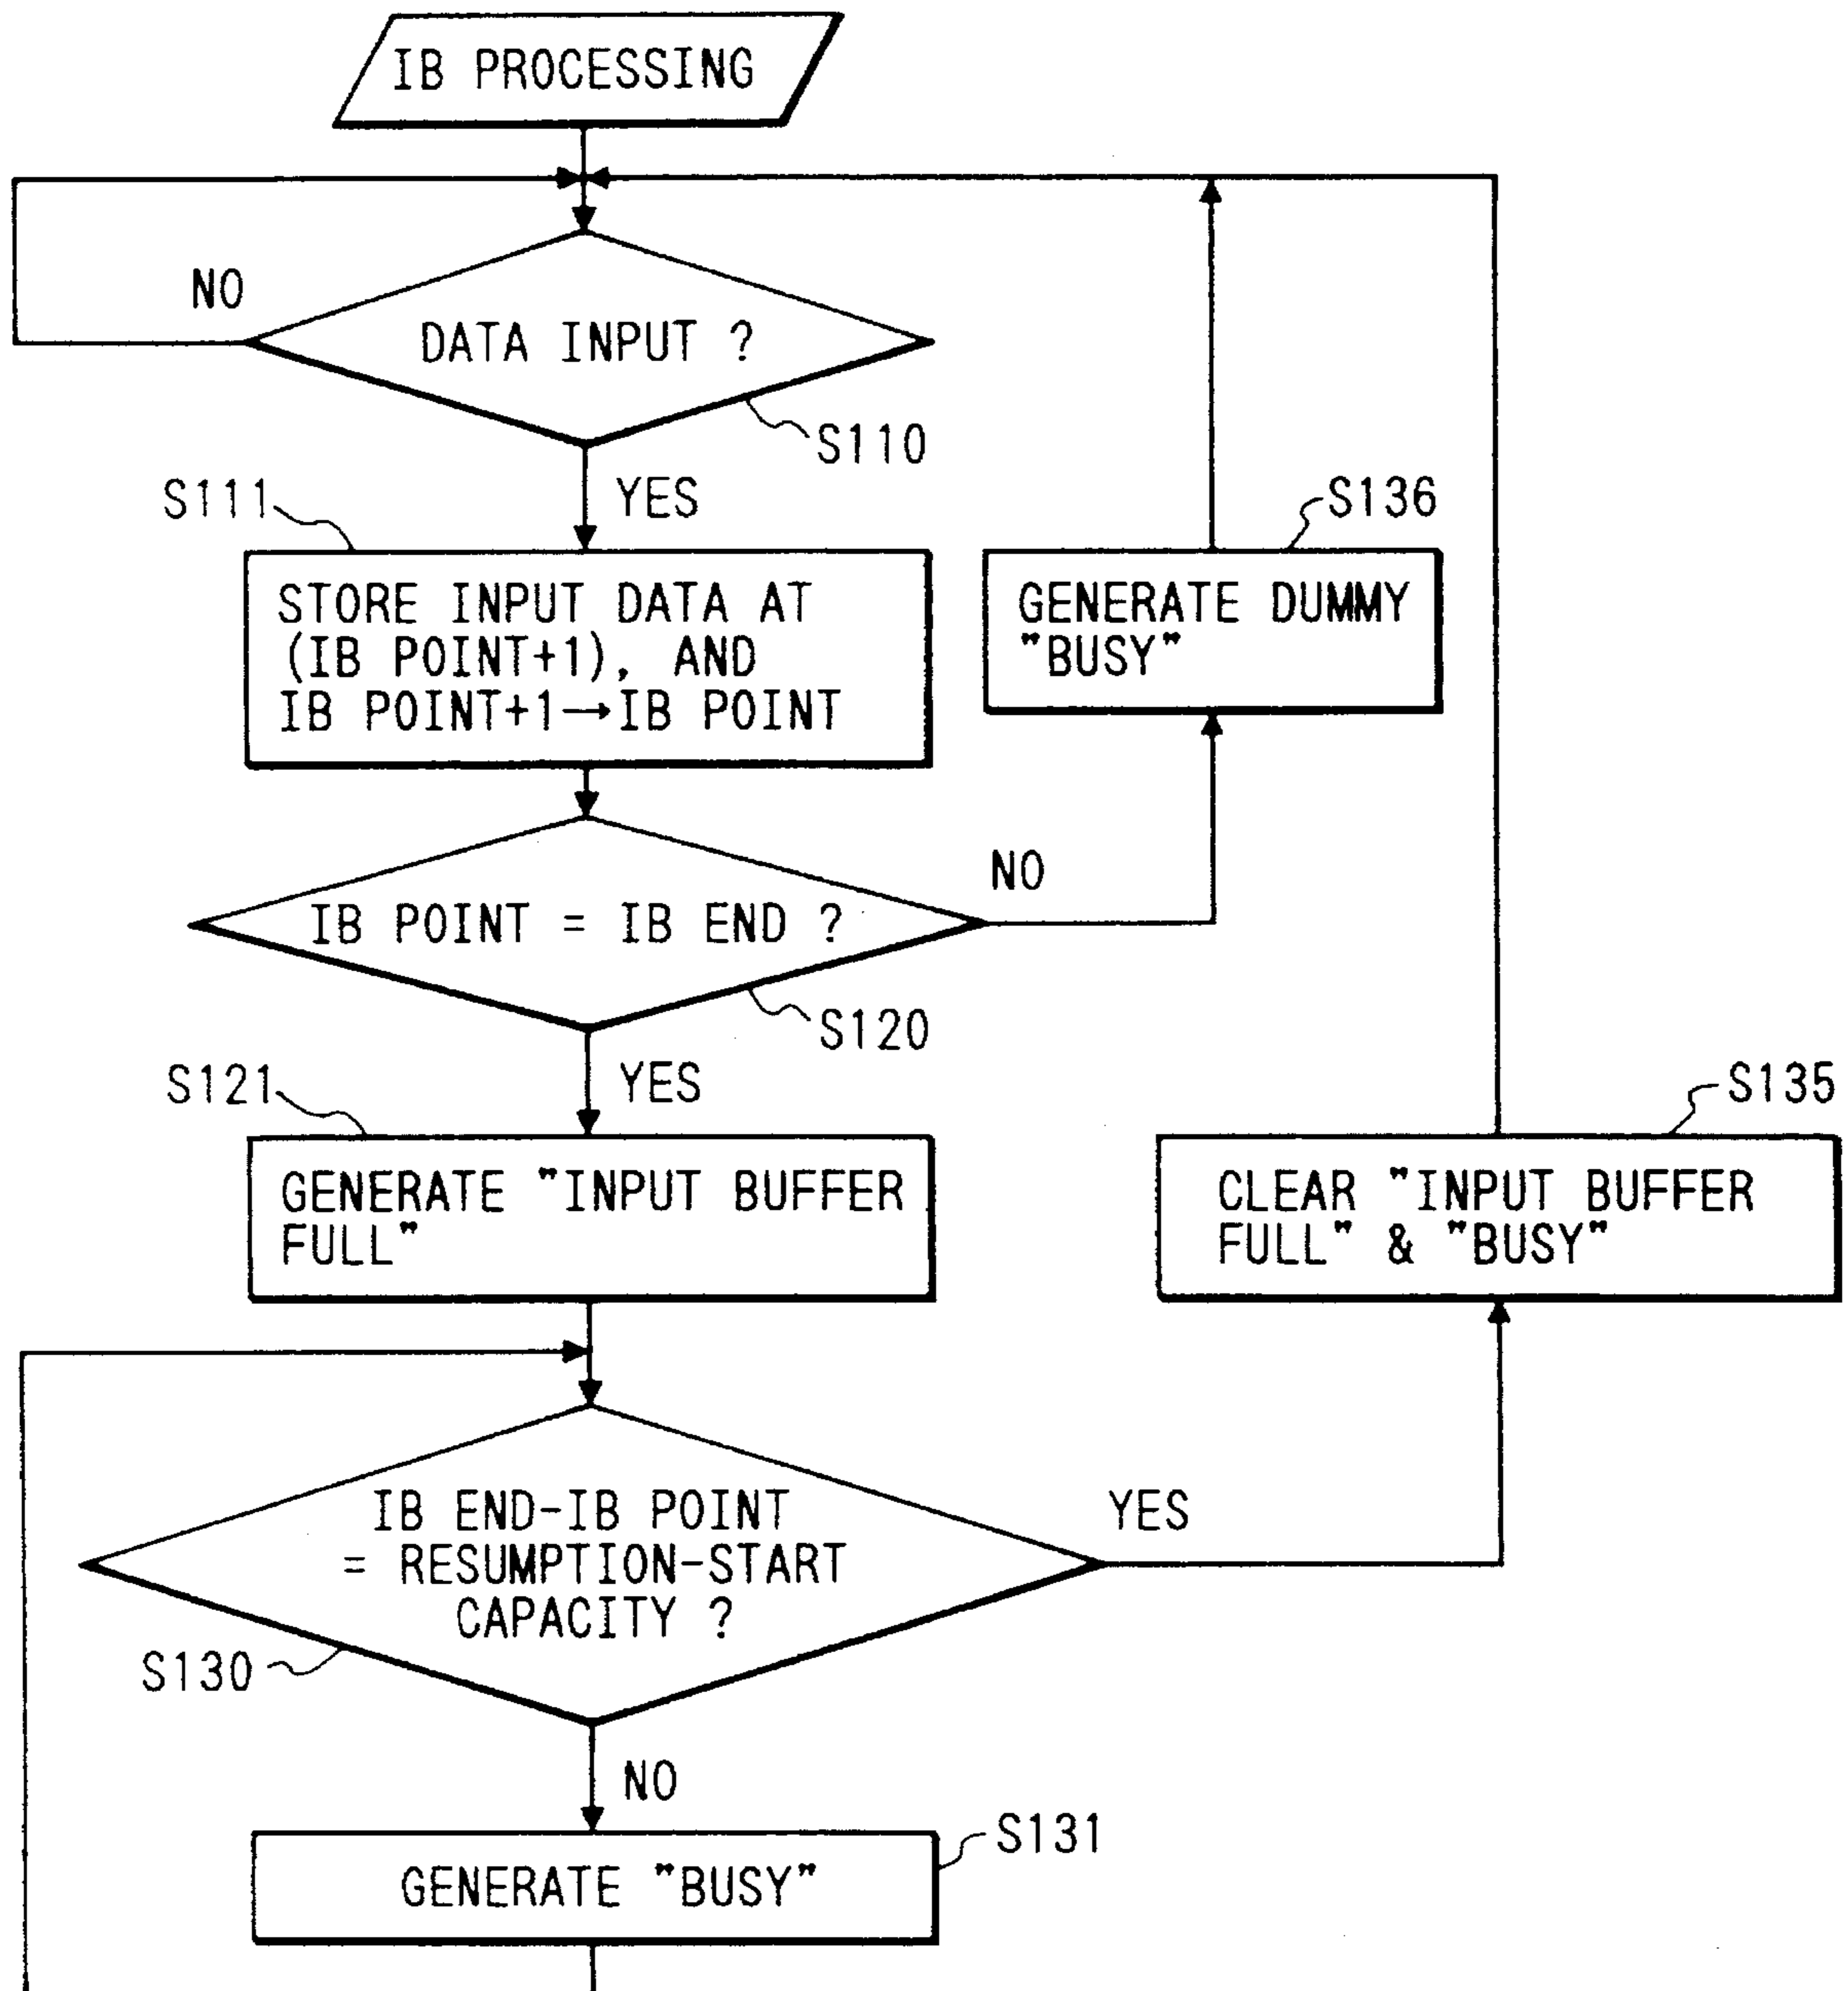 IB PROCESSING
NO
DATA INPUT ?
S110
YES
S111
STORE INPUT DATA AT
(IB POINT+1), AND
IB POINT+1→IB POINT
S136
GENERATE DUMMY
"BUSY"
IB POINT = IB END ?
NO
S120
YES
S121
GENERATE "INPUT BUFFER
FULL"
S135
CLEAR "INPUT BUFFER
FULL" & "BUSY"
IB END-IB POINT
= RESUMPTION-START
CAPACITY ?
YES
S130
NO
S131
GENERATE "BUSY"